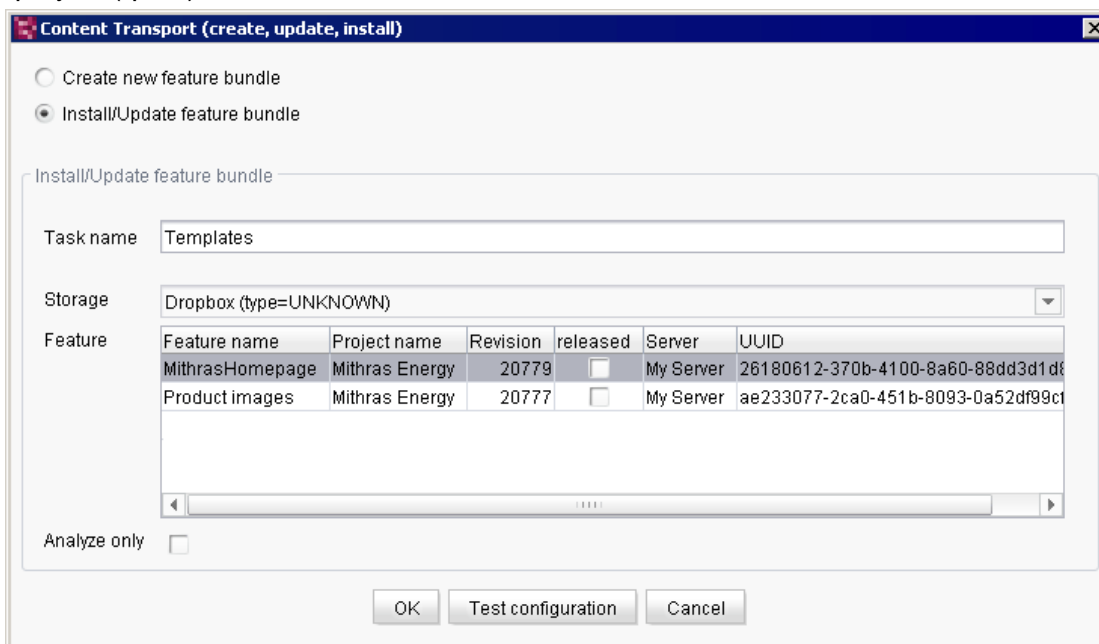 Content Transport (create, update, install)
Create new feature bundle
Install/Update feature bundle
Install/Update feature bundle
Task name Templates
Storage Dropbox (type=UNKNOWN)
Feature Feature name Project name Revision released Server UUID
MithrasHomepage Mithras Energy 20779 My Server 26180612-370b-4100-8a60-88dd3d1d8
Product images Mithras Energy 20777 My Server ae233077-2ca0-451b-8093-0a52df99cf
Analyze only
OK Test configuration Cancel